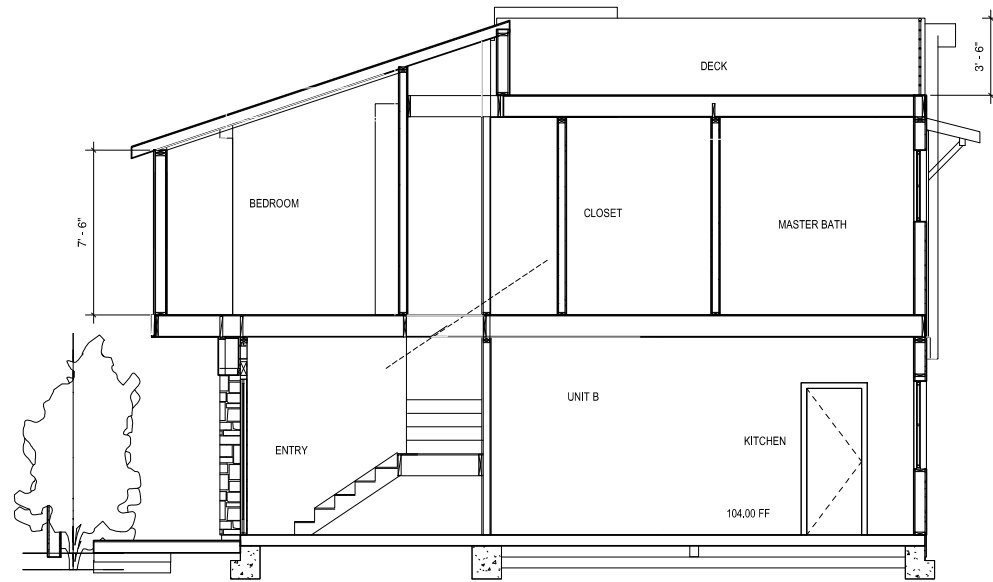 DECK
3' - 6"
BEDROOM
CLOSET
MASTER BATH
7' - 6"
UNIT B
ENTRY
KITCHEN
104.00 FF